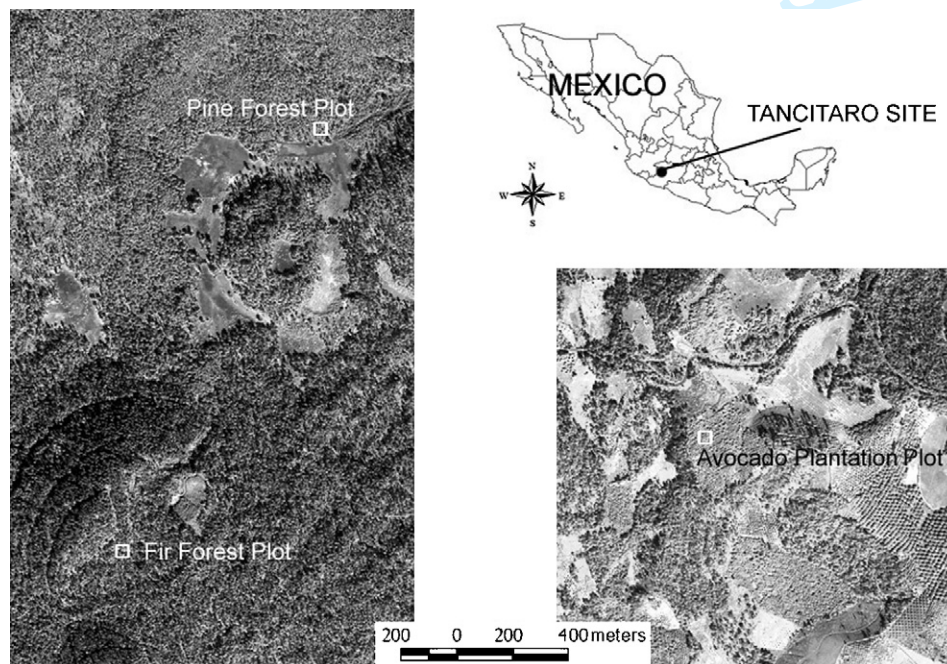 Pine Forest Plot
MEXICO
TANCITARO SITE
N
W E
S
Avocado Plantation Plot
Fir Forest Plot
200 0 200 400 meters